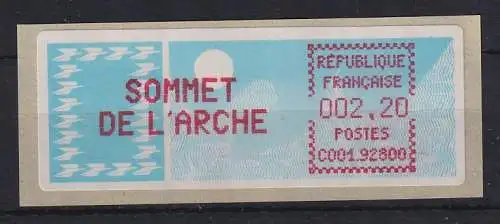 SOMMET
DE L'ARCHE
RÉPUBLIQUE
FRANÇAISE
002,20
POSTES
C001.92800